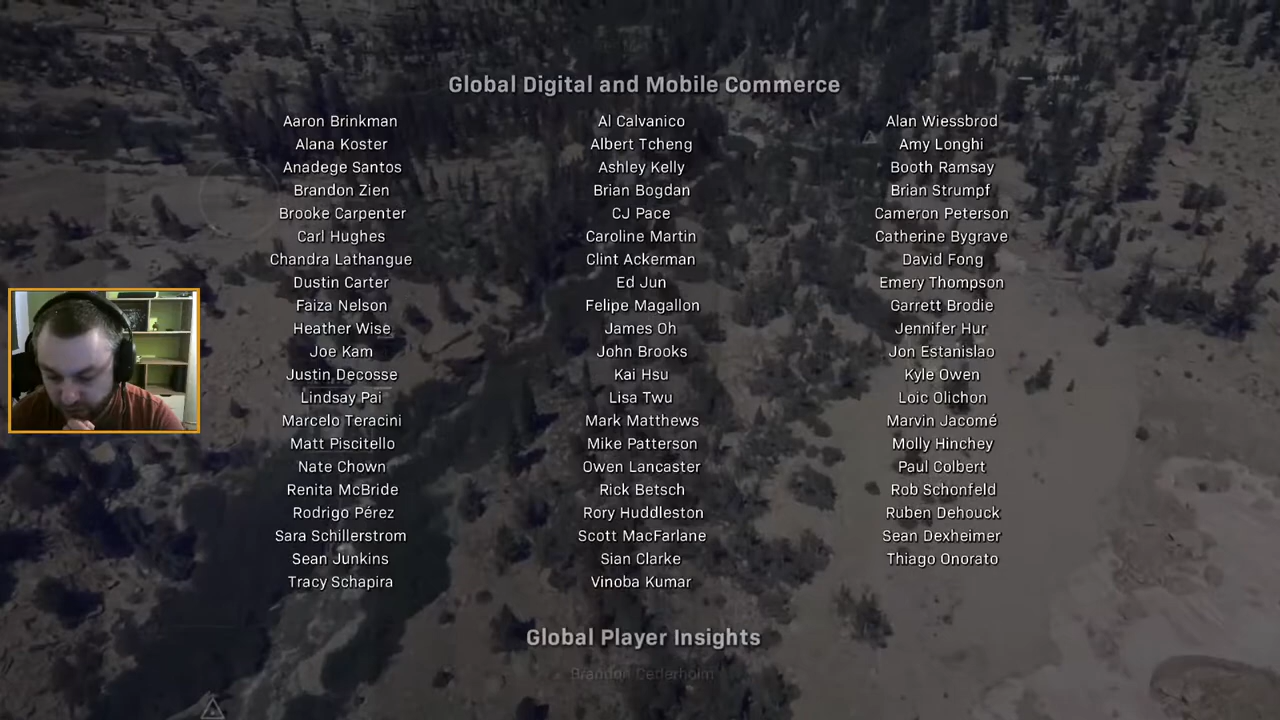 Global Digital and Mobile Commerce
Aaron Brinkman Al Calvanico Alan Wiessbrod
Alana Koster Albert Tcheng Amy Longhi
Anadege Santos Ashley Kelly Booth Ramsay
Brandon Zien Brian Bogdan Brian Strumpf
Brooke Carpenter CJ Pace Cameron Peterson
Carl Hughes Caroline Martin Catherine Bygrave
Chandra Lathangue Clint Ackerman David Fong
Dustin Carter Ed Jun Emery Thompson
Faiza Nelson Felipe Magallon Garrett Brodie
Heather Wise James Oh Jennifer Hur
Joe Kam John Brooks Jon Estanislao
Justin Decosse Kai Hsu Kyle Owen
Lindsay Pai Lisa Twu Loic Olichon
Marcelo Teracini Mark Matthews Marvin Jacomé
Matt Piscitello Mike Patterson Molly Hinchey
Nate Chown Owen Lancaster Paul Colbert
Renita McBride Rick Betsch Rob Schonfeld
Rodrigo Pérez Rory Huddleston Ruben Dehouck
Sara Schillerstrom Scott MacFarlane Sean Dexheimer
Sean Junkins Sian Clarke Thiago Onorato
Tracy Schapira Vinoba Kumar
Global Player Insights
Brandon Cederholm